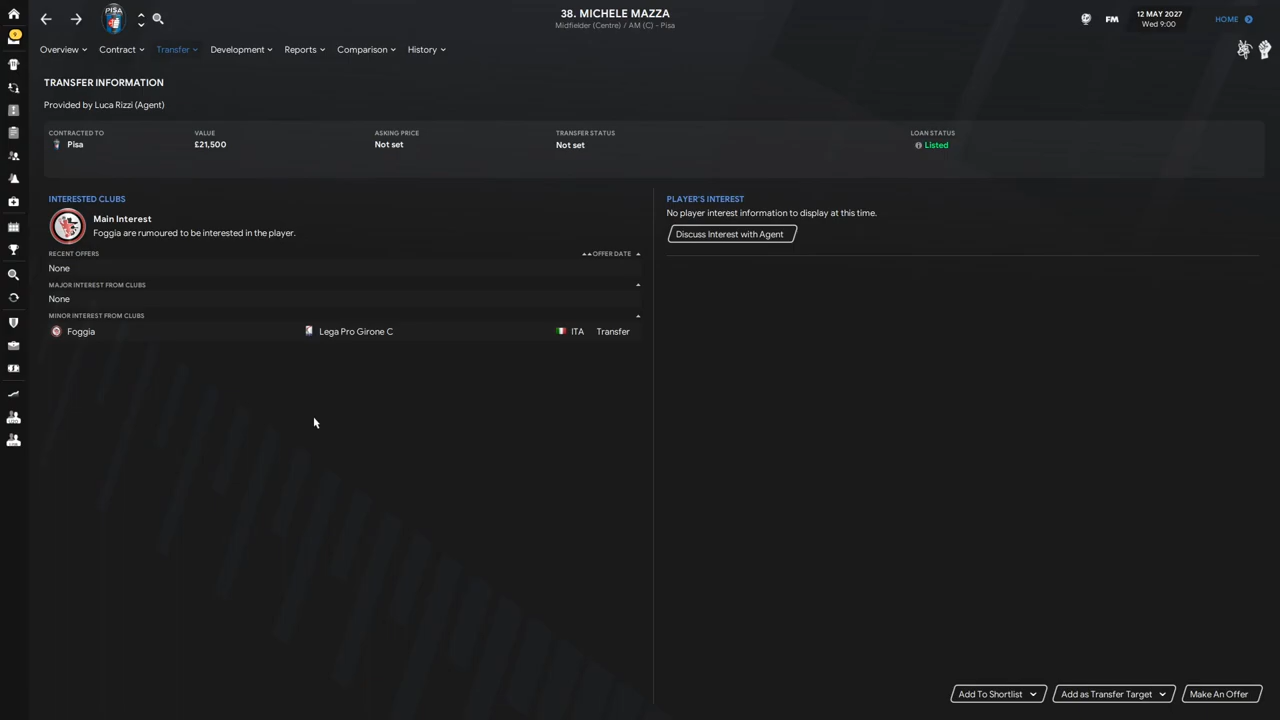 38. MICHELE MAZZA
Midfielder (Centre) / AM (C) - Pisa
PISA
FM
12 MAY 2027
Wed 9:00
HOME
Overview
Contract
Transfer
Development
Reports
Comparison
History
TRANSFER INFORMATION
Provided by Luca Rizzi (Agent)
CONTRACTED TO
VALUE
ASKING PRICE
TRANSFER STATUS
LOAN STATUS
Pisa
£21,500
Not set
Not set
Listed
INTERESTED CLUBS
Main Interest
Foggia are rumoured to be interested in the player.
RECENT OFFERS
OFFER DATE
None
MAJOR INTEREST FROM CLUBS
None
MINOR INTEREST FROM CLUBS
Foggia
Lega Pro Girone C
ITA
Transfer
PLAYER'S INTEREST
No player interest information to display at this time.
Discuss Interest with Agent
Add To Shortlist
Add as Transfer Target
Make An Offer